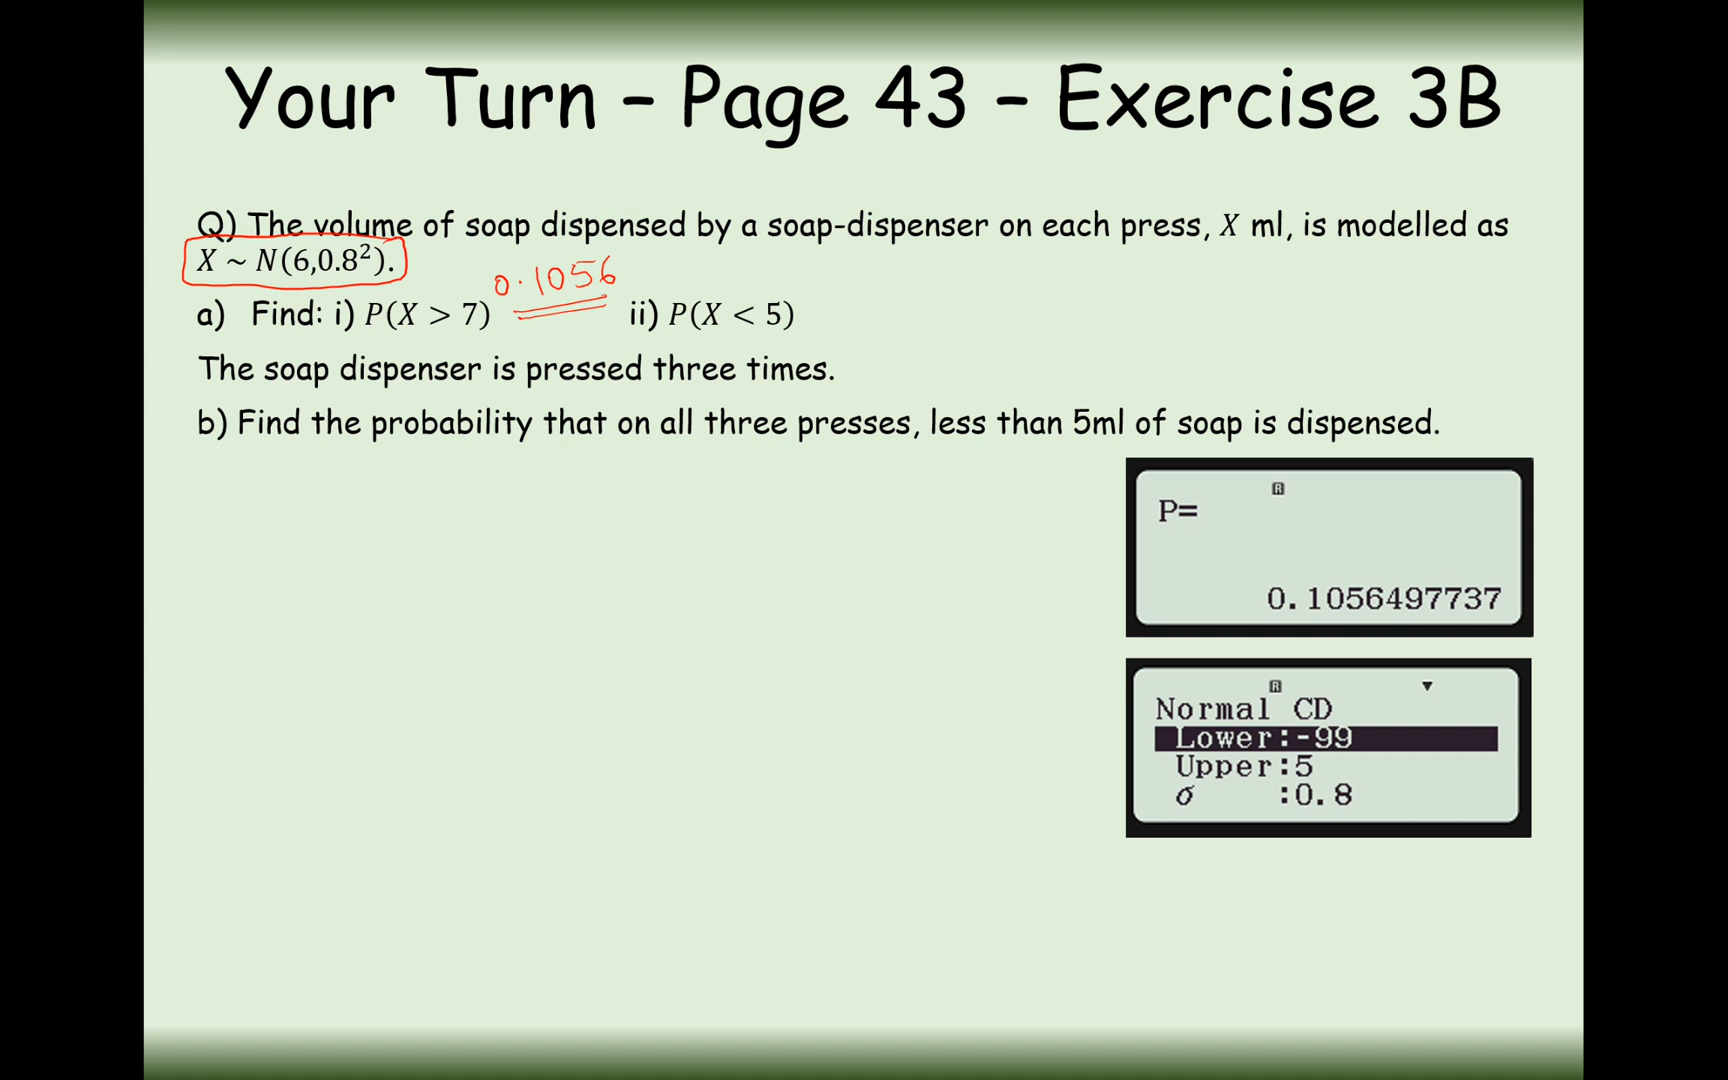 Your Turn – Page 43 – Exercise 3B
Q) The volume of soap dispensed by a soap-dispenser on each press, X ml, is modelled as
X ~ N(6,0.8²).
0.1056
a) Find: i) P(X > 7) ii) P(X < 5)
The soap dispenser is pressed three times.
b) Find the probability that on all three presses, less than 5ml of soap is dispensed.
R
P=
0.1056497737
R ▼
Normal CD
Lower:-99
Upper:5
σ :0.8